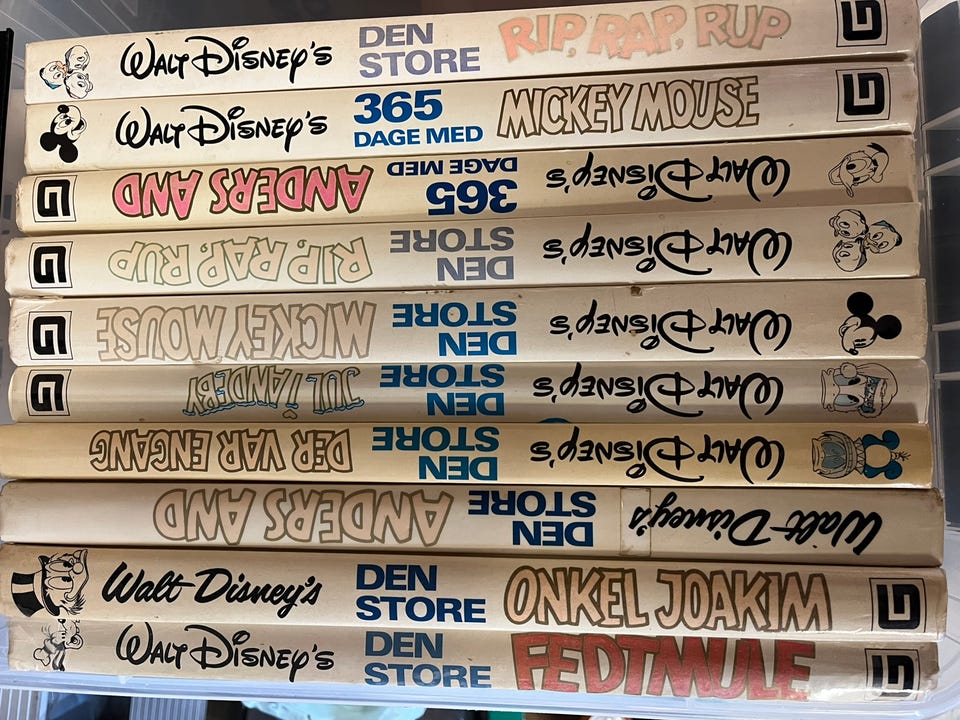 WALT DISNEY'S DEN STORE RIP, RAP, RUP G
WALT DISNEY'S 365 DAGE MED MICKEY MOUSE G
WALT DISNEY'S 365 DAGE MED ANDERS AND G
WALT DISNEY'S DEN STORE RIP, RAP, RUP G
WALT DISNEY'S DEN STORE MICKEY MOUSE G
WALT DISNEY'S DEN STORE JUL I ANDEBY G
WALT DISNEY'S DEN STORE DER VAR ENGANG
Walt Disney's DEN STORE ANDERS AND
Walt Disney's DEN STORE ONKEL JOAKIM G
WALT DISNEY'S DEN STORE FEDTMULE G